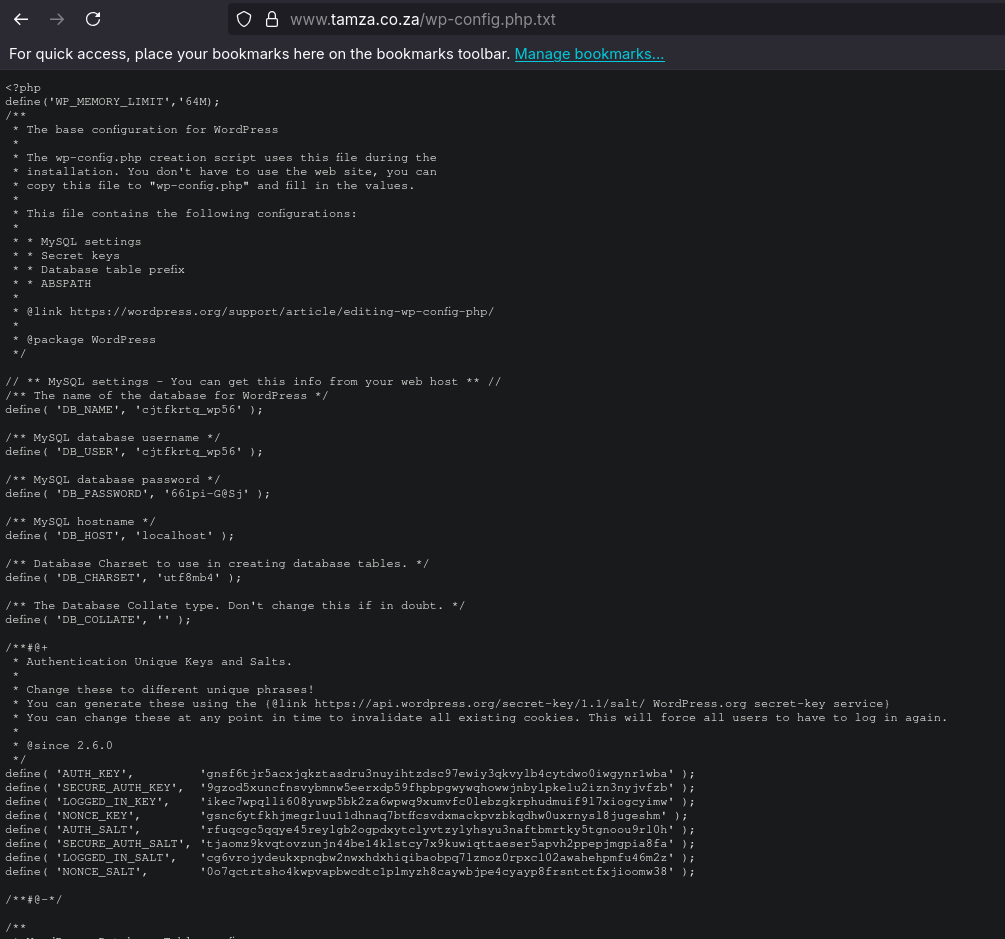 www.tamza.co.za/wp-config.php.txt
For quick access, place your bookmarks here on the bookmarks toolbar. Manage bookmarks...
<?php
define('WP_MEMORY_LIMIT','64M);
/**
 * The base configuration for WordPress
 *
 * The wp-config.php creation script uses this file during the
 * installation. You don't have to use the web site, you can
 * copy this file to "wp-config.php" and fill in the values.
 *
 * This file contains the following configurations:
 *
 * * MySQL settings
 * * Secret keys
 * * Database table prefix
 * * ABSPATH
 *
 * @link https://wordpress.org/support/article/editing-wp-config-php/
 *
 * @package WordPress
 */
// ** MySQL settings - You can get this info from your web host ** //
/** The name of the database for WordPress */
define( 'DB_NAME', 'cjtfkrtq_wp56' );
/** MySQL database username */
define( 'DB_USER', 'cjtfkrtq_wp56' );
/** MySQL database password */
define( 'DB_PASSWORD', '' );
/** MySQL hostname */
define( 'DB_HOST', 'localhost' );
/** Database Charset to use in creating database tables. */
define( 'DB_CHARSET', 'utf8mb4' );
/** The Database Collate type. Don't change this if in doubt. */
define( 'DB_COLLATE', '' );
/**#@+
 * Authentication Unique Keys and Salts.
 *
 * Change these to different unique phrases!
 * You can generate these using the {@link https://api.wordpress.org/secret-key/1.1/salt/ WordPress.org secret-key service}
 * You can change these at any point in time to invalidate all existing cookies. This will force all users to have to log in again.
 *
 * @since 2.6.0
 */
define( 'AUTH_KEY', '' );
define( 'SECURE_AUTH_KEY', '' );
define( 'LOGGED_IN_KEY', '' );
define( 'NONCE_KEY', '' );
define( 'AUTH_SALT', '' );
define( 'SECURE_AUTH_SALT', '' );
define( 'LOGGED_IN_SALT', '' );
define( 'NONCE_SALT', '' );
/**#@-*/
/**